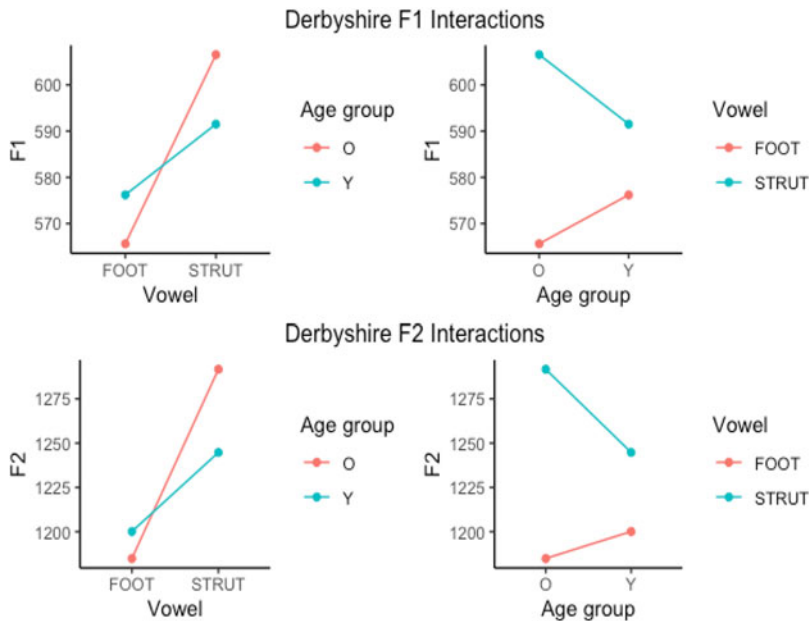 Derbyshire F1 Interactions
F1
600
590
580
570
FOOT STRUT
Vowel
Age group
O
Y
F1
600
590
580
570
O Y
Age group
Vowel
FOOT
STRUT
Derbyshire F2 Interactions
F2
1275
1250
1225
1200
FOOT STRUT
Vowel
Age group
O
Y
F2
1275
1250
1225
1200
O Y
Age group
Vowel
FOOT
STRUT